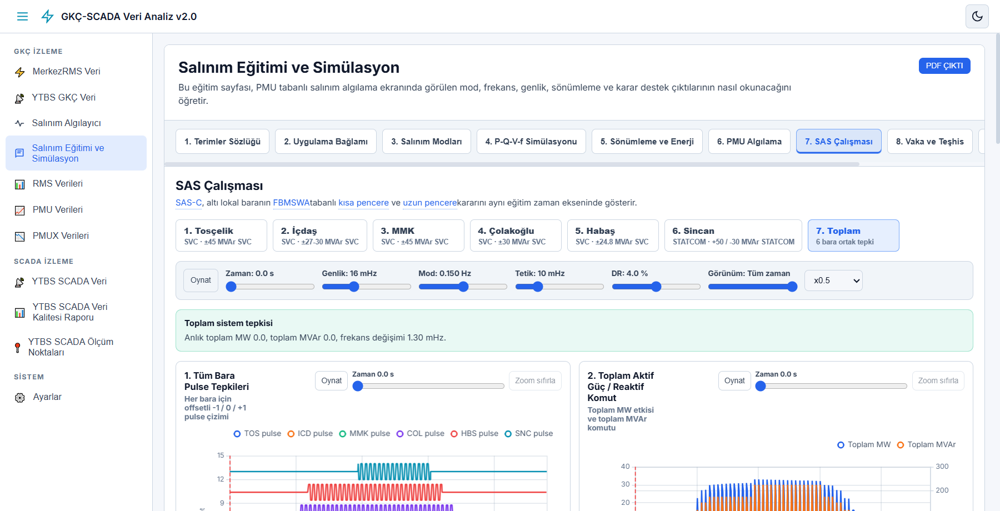 GKÇ-SCADA Veri Analiz v2.0
GKÇ İZLEME
MerkezRMS Veri
YTBS GKÇ Veri
Salınım Algılayıcı
Salınım Eğitimi ve
Simülasyon
RMS Verileri
PMU Verileri
PMUX Verileri
SCADA İZLEME
YTBS SCADA Veri
YTBS SCADA Veri
Kalitesi Raporu
YTBS SCADA Ölçüm
Noktaları
SİSTEM
Ayarlar
Salınım Eğitimi ve Simülasyon
PDF ÇIKTI
Bu eğitim sayfası, PMU tabanlı salınım algılama ekranında görülen mod, frekans, genlik, sönümleme ve karar destek çıktılarının nasıl okunacağını
öğretir.
1. Terimler Sözlüğü
2. Uygulama Bağlamı
3. Salınım Modları
4. P-Q-V-f Simülasyonu
5. Sönümleme ve Enerji
6. PMU Algılama
7. SAS Çalışması
8. Vaka ve Teşhis
SAS Çalışması
SAS-C, altı lokal baranın FBMSWAtabanlı kısa pencere ve uzun pencerekararını aynı eğitim zaman ekseninde gösterir.
1. Tosçelik
SVC · ±45 MVAr SVC
2. İçdaş
SVC · ±27-30 MVAr SVC
3. MMK
SVC · ±45 MVAr SVC
4. Çolakoğlu
SVC · ±30 MVAr SVC
5. Habaş
SVC · ±24.8 MVAr SVC
6. Sincan
STATCOM · +50 / -30 MVAr STATCOM
7. Toplam
6 bara ortak tepki
Oynat
Zaman: 0.0 s
Genlik: 16 mHz
Mod: 0.150 Hz
Tetik: 10 mHz
DR: 4.0 %
Görünüm: Tüm zaman
x0.5
Toplam sistem tepkisi
Anlık toplam MW 0.0, toplam MVAr 0.0, frekans değişimi 1.30 mHz.
1. Tüm Bara
Pulse Tepkileri
Her bara için
offsetli -1 / 0 / +1
pulse çizimi
Oynat
Zaman 0.0 s
Zoom sıfırla
TOS pulse
ICD pulse
MMK pulse
COL pulse
HBS pulse
SNC pulse
15
12
9
2. Toplam Aktif
Güç / Reaktif
Komut
Toplam MW etkisi
ve toplam MVAr
komutu
Oynat
Zaman 0.0 s
Zoom sıfırla
Toplam MW
Toplam MVAr
40
30
20
300
200